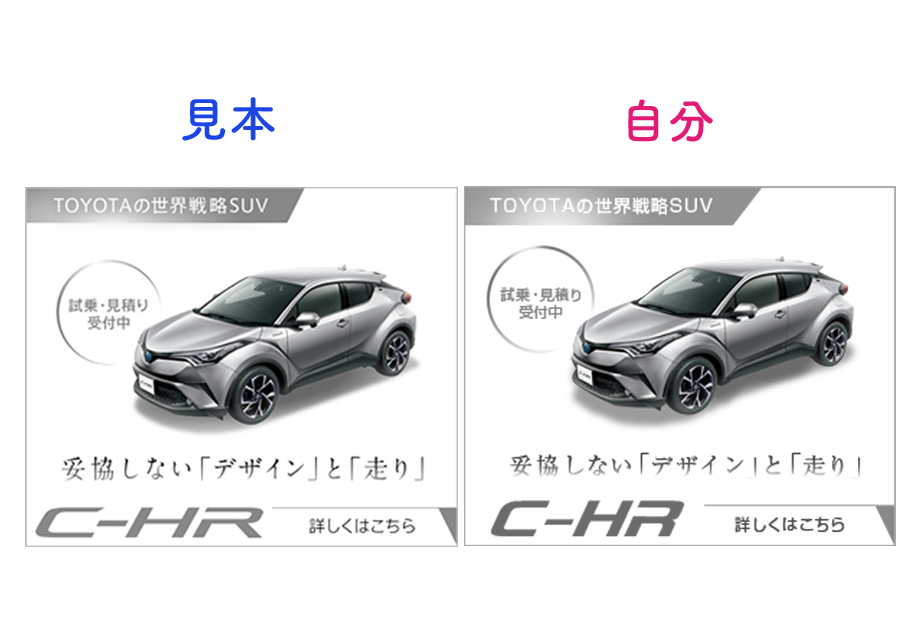 見本
自分
TOYOTAの世界戦略SUV
試乗・見積り
受付中
妥協しない「デザイン」と「走り」
C-HR
詳しくはこちら
TOYOTAの世界戦略SUV
試乗・見積り
受付中
妥協しない「デザイン」と「走り」
C-HR
詳しくはこちら